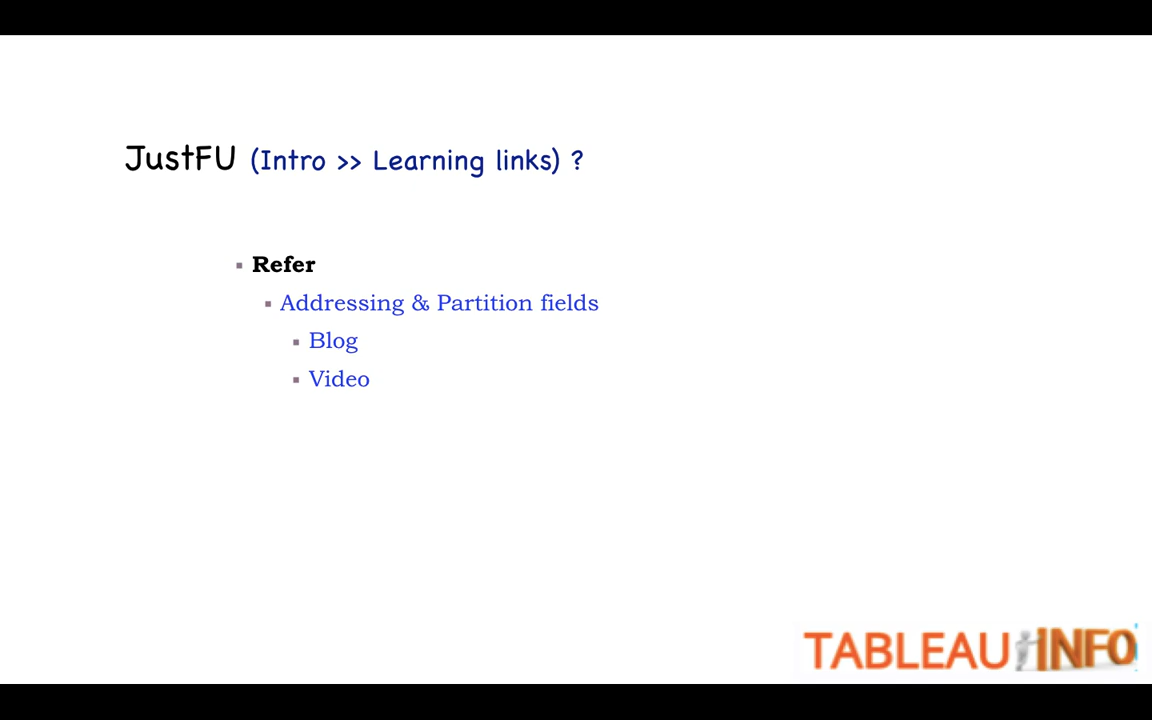 JustFU (Intro >> Learning links) ?
Refer
Addressing & Partition fields
Blog
Video
TABLEAU INFO